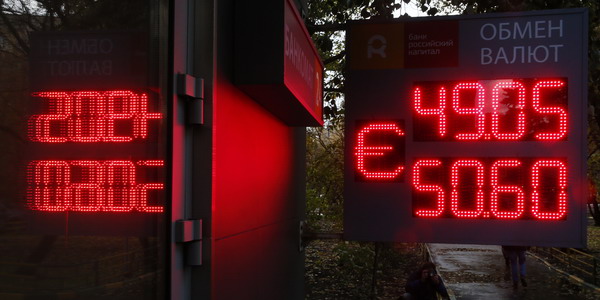 ОБМЕН
ВАЛЮТ
Банк
российский
капитал
€
49.05
50.60